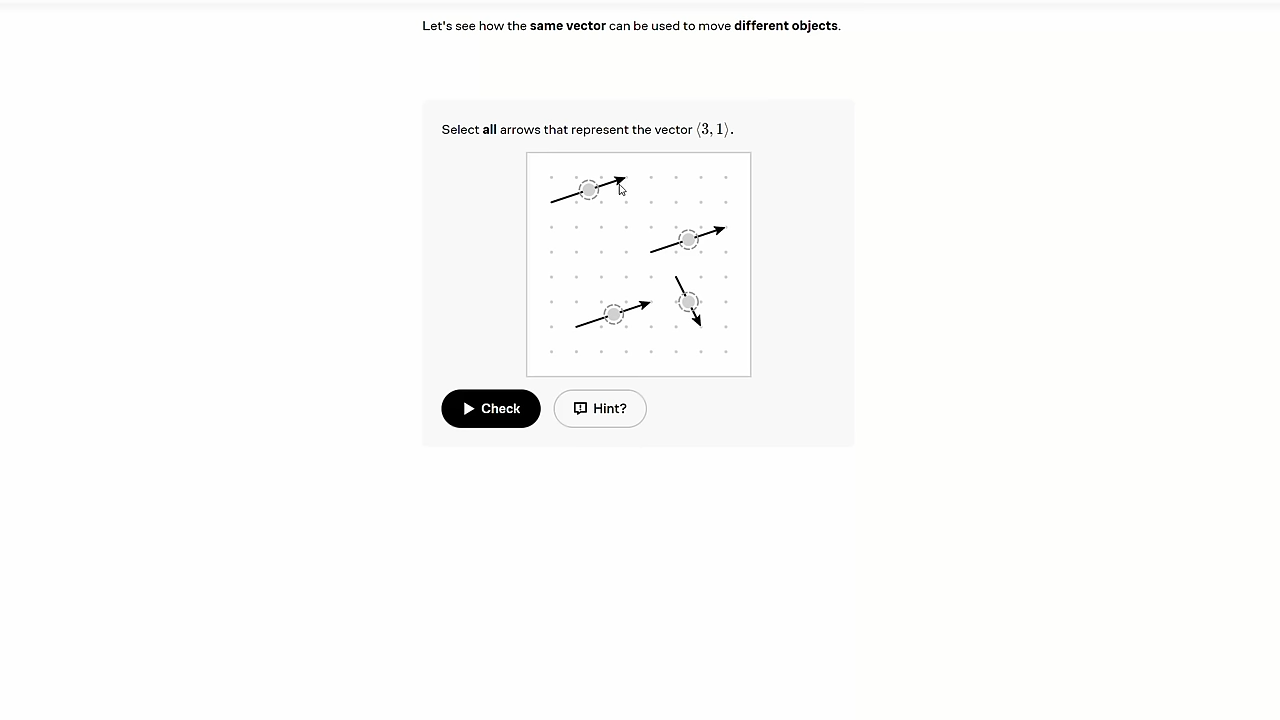 Let's see how the same vector can be used to move different objects.
Select all arrows that represent the vector ⟨3, 1⟩.
Check
Hint?